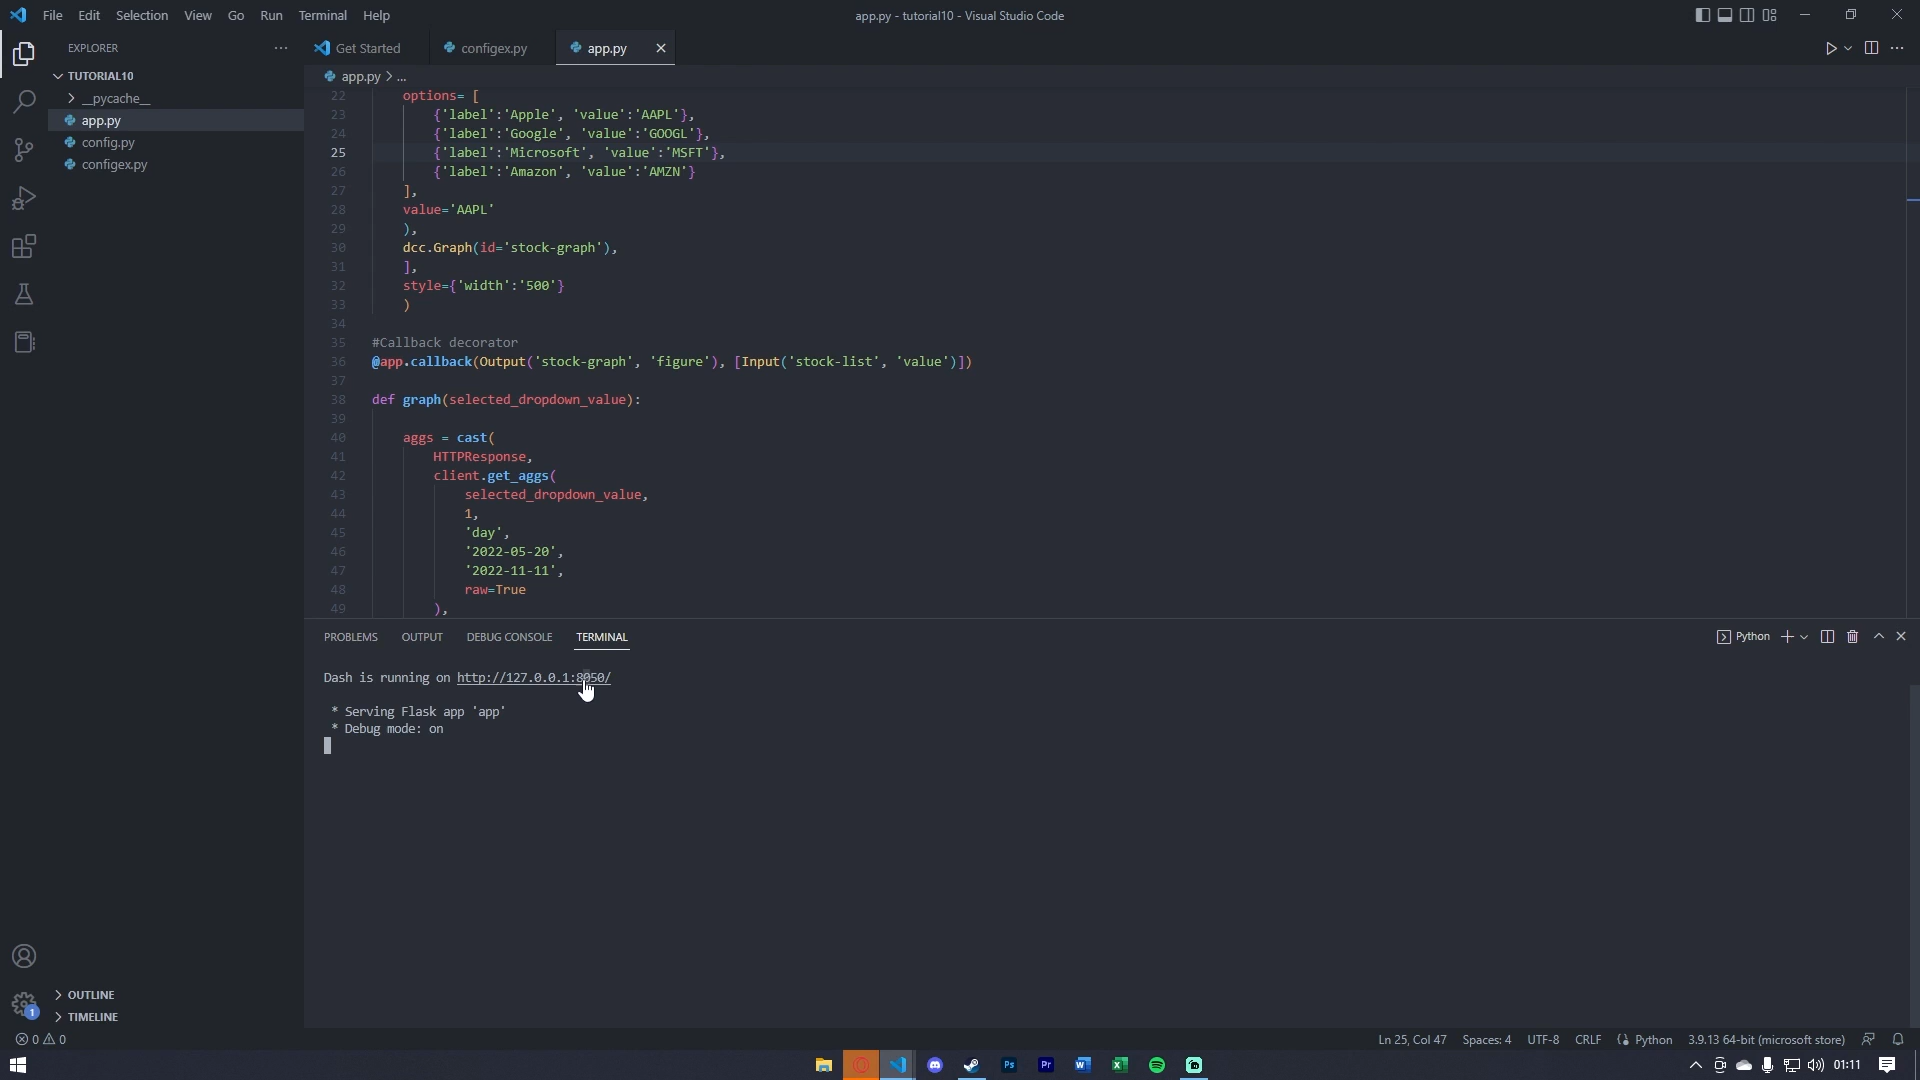 File Edit Selection View Go Run Terminal Help
app.py - tutorial10 - Visual Studio Code
EXPLORER
TUTORIAL10
__pycache__
app.py
config.py
configex.py
OUTLINE
TIMELINE
Get Started
configex.py
app.py
app.py > ...
22 options= [
23 {'label':'Apple', 'value':'AAPL'},
24 {'label':'Google', 'value':'GOOGL'},
25 {'label':'Microsoft', 'value':'MSFT'},
26 {'label':'Amazon', 'value':'AMZN'}
27 ],
28 value='AAPL'
29 ),
30 dcc.Graph(id='stock-graph'),
31 ],
32 style={'width':'500'}
33 )
34
35 #Callback decorator
36 @app.callback(Output('stock-graph', 'figure'), [Input('stock-list', 'value')])
37
38 def graph(selected_dropdown_value):
39
40 aggs = cast(
41 HTTPResponse,
42 client.get_aggs(
43 selected_dropdown_value,
44 1,
45 'day',
46 '2022-05-20',
47 '2022-11-11',
48 raw=True
49 ),
PROBLEMS OUTPUT DEBUG CONSOLE TERMINAL
Python
Dash is running on http://127.0.0.1:8050/
* Serving Flask app 'app'
* Debug mode: on
1
0 0
Ln 25, Col 47 Spaces: 4 UTF-8 CRLF Python 3.9.13 64-bit (microsoft store)
Ps Pr W X
01:11